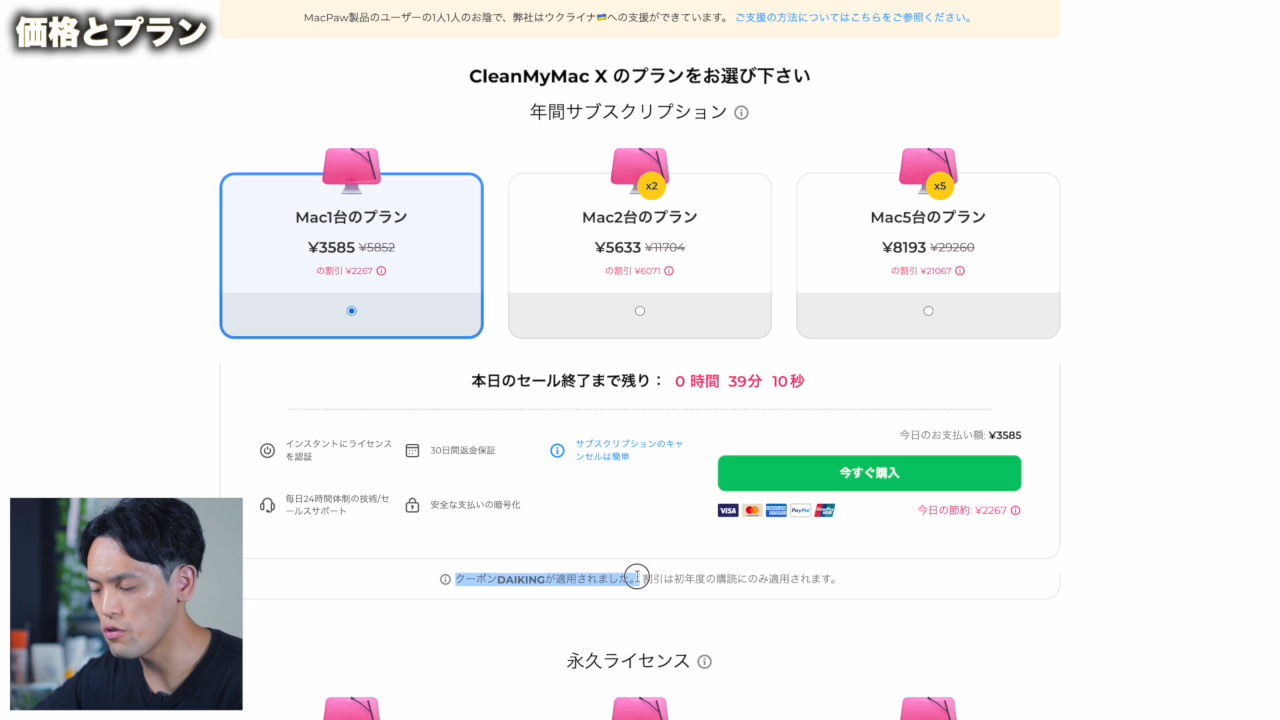 価格とプラン
MacPaw製品のユーザーの1人1人のお陰で、弊社はウクライナ🇺🇦への支援ができています。 ご支援の方法についてはこちらをご参照ください。
CleanMyMac X のプランをお選び下さい
年間サブスクリプション
Mac1台のプラン
¥3585 ¥5852
の割引 ¥2267
x2
Mac2台のプラン
¥5633 ¥11704
の割引 ¥6071
x5
Mac5台のプラン
¥8193 ¥29260
の割引 ¥21067
本日のセール終了まで残り： 0 時間 39分 10秒
インスタントにライセンス
を認証
30日間返金保証
サブスクリプションのキャ
ンセルは簡単
毎日24時間体制の技術/セ
ールスサポート
安全な支払いの暗号化
今日のお支払い額: ¥3585
今すぐ購入
VISA
PayPal
今日の節約: ¥2267
クーポンDAIKINGが適用されました。割引は初年度の購読にのみ適用されます。
永久ライセンス